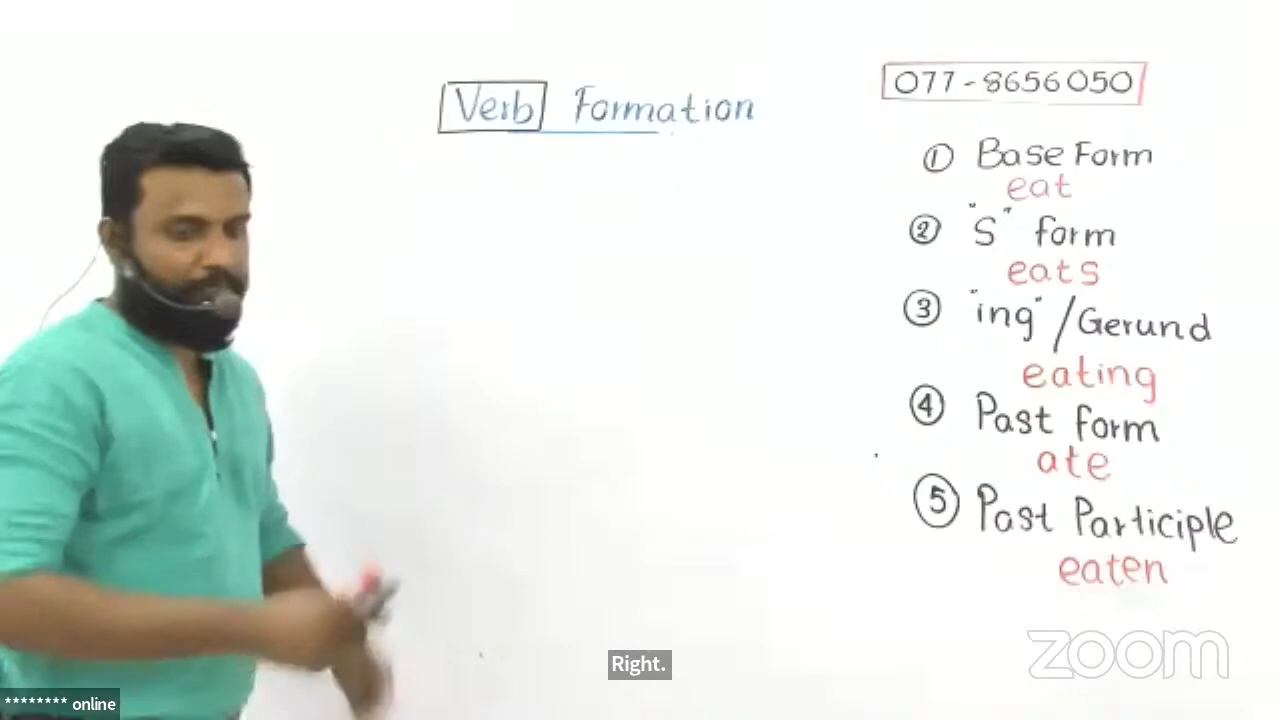 Verb Formation
077-8656050
① Base Form
eat
② "S" form
eats
③ "ing" / Gerund
eating
④ Past form
ate
⑤ Past Participle
eaten
Right.
zoom
******** online